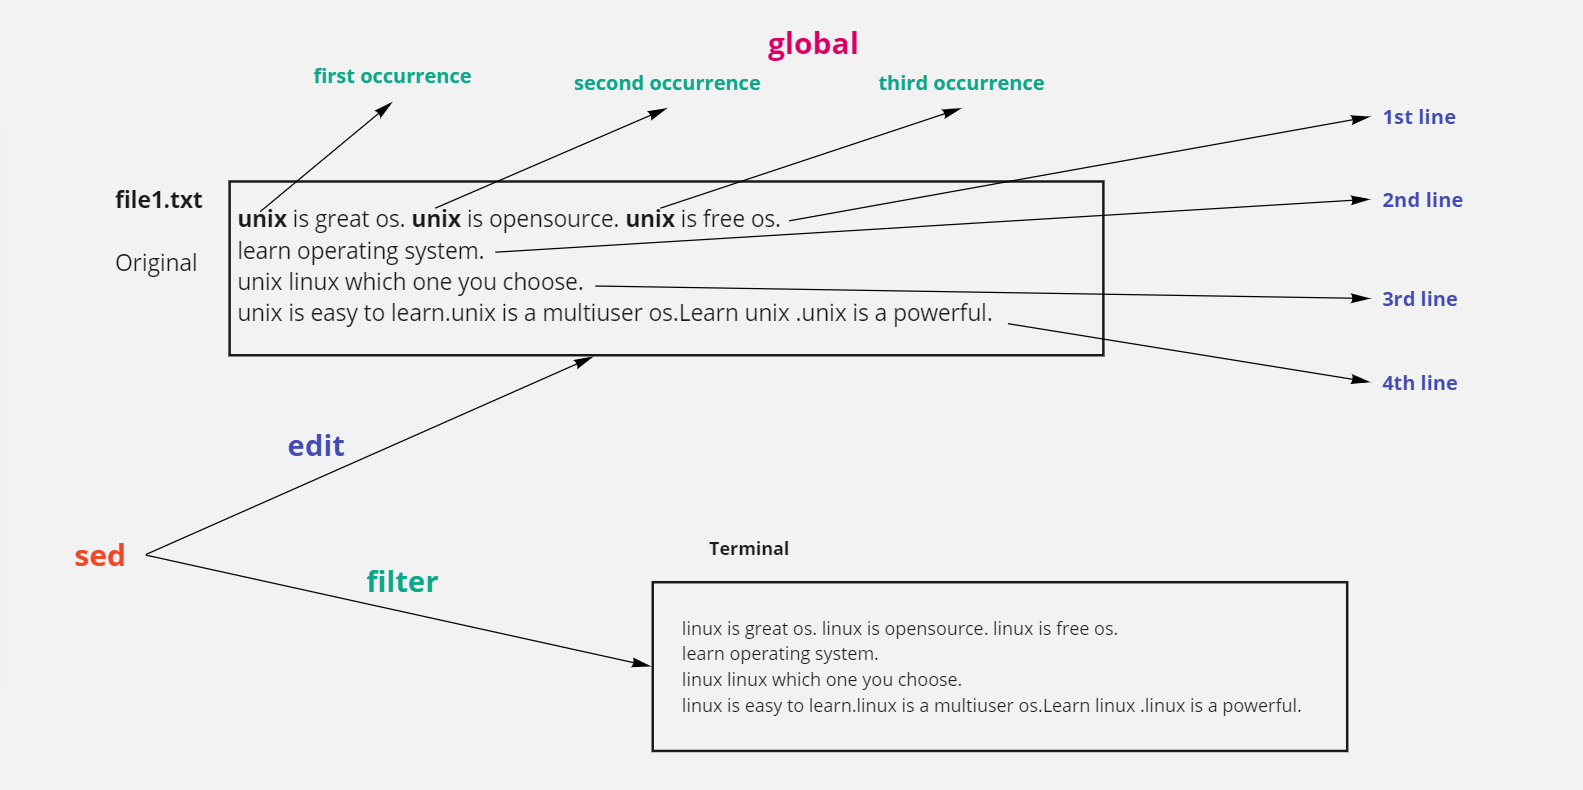 global
first occurrence
second occurrence
third occurrence
1st line
file1.txt
2nd line
unix is great os. unix is opensource. unix is free os.
Original
learn operating system.
unix linux which one you choose.
3rd line
unix is easy to learn.unix is a multiuser os.Learn unix .unix is a powerful.
4th line
edit
sed
filter
Terminal
linux is great os. linux is opensource. linux is free os.
learn operating system.
linux linux which one you choose.
linux is easy to learn.linux is a multiuser os.Learn linux .linux is a powerful.